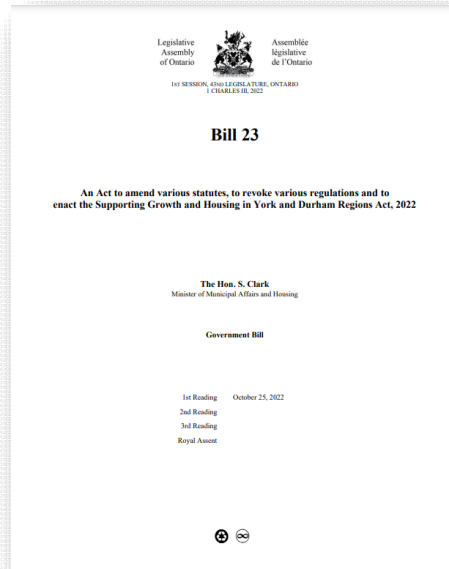 Legislative
Assembly
of Ontario
Assemblée
législative
de l'Ontario
1ST SESSION, 43RD LEGISLATURE, ONTARIO
1 CHARLES III, 2022
Bill 23
An Act to amend various statutes, to revoke various regulations and to
enact the Supporting Growth and Housing in York and Durham Regions Act, 2022
The Hon. S. Clark
Minister of Municipal Affairs and Housing
Government Bill
1st Reading October 25, 2022
2nd Reading
3rd Reading
Royal Assent